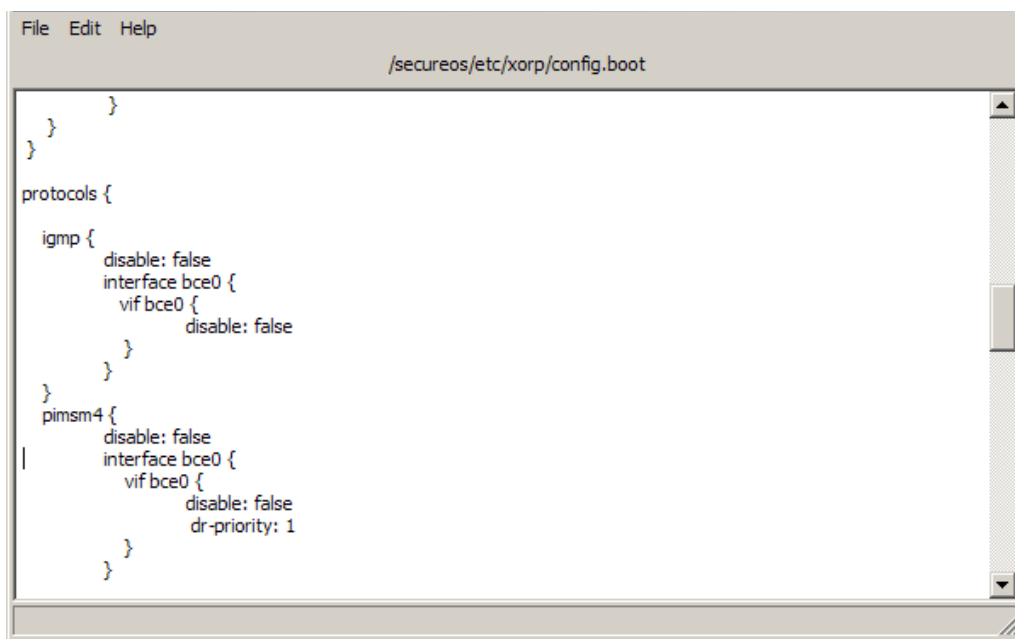 File Edit Help
/secureos/etc/xorp/config.boot
}
}
}
protocols {
igmp {
disable: false
interface bce0 {
vif bce0 {
disable: false
}
}
}
pimsm4 {
disable: false
interface bce0 {
vif bce0 {
disable: false
dr-priority: 1
}
}